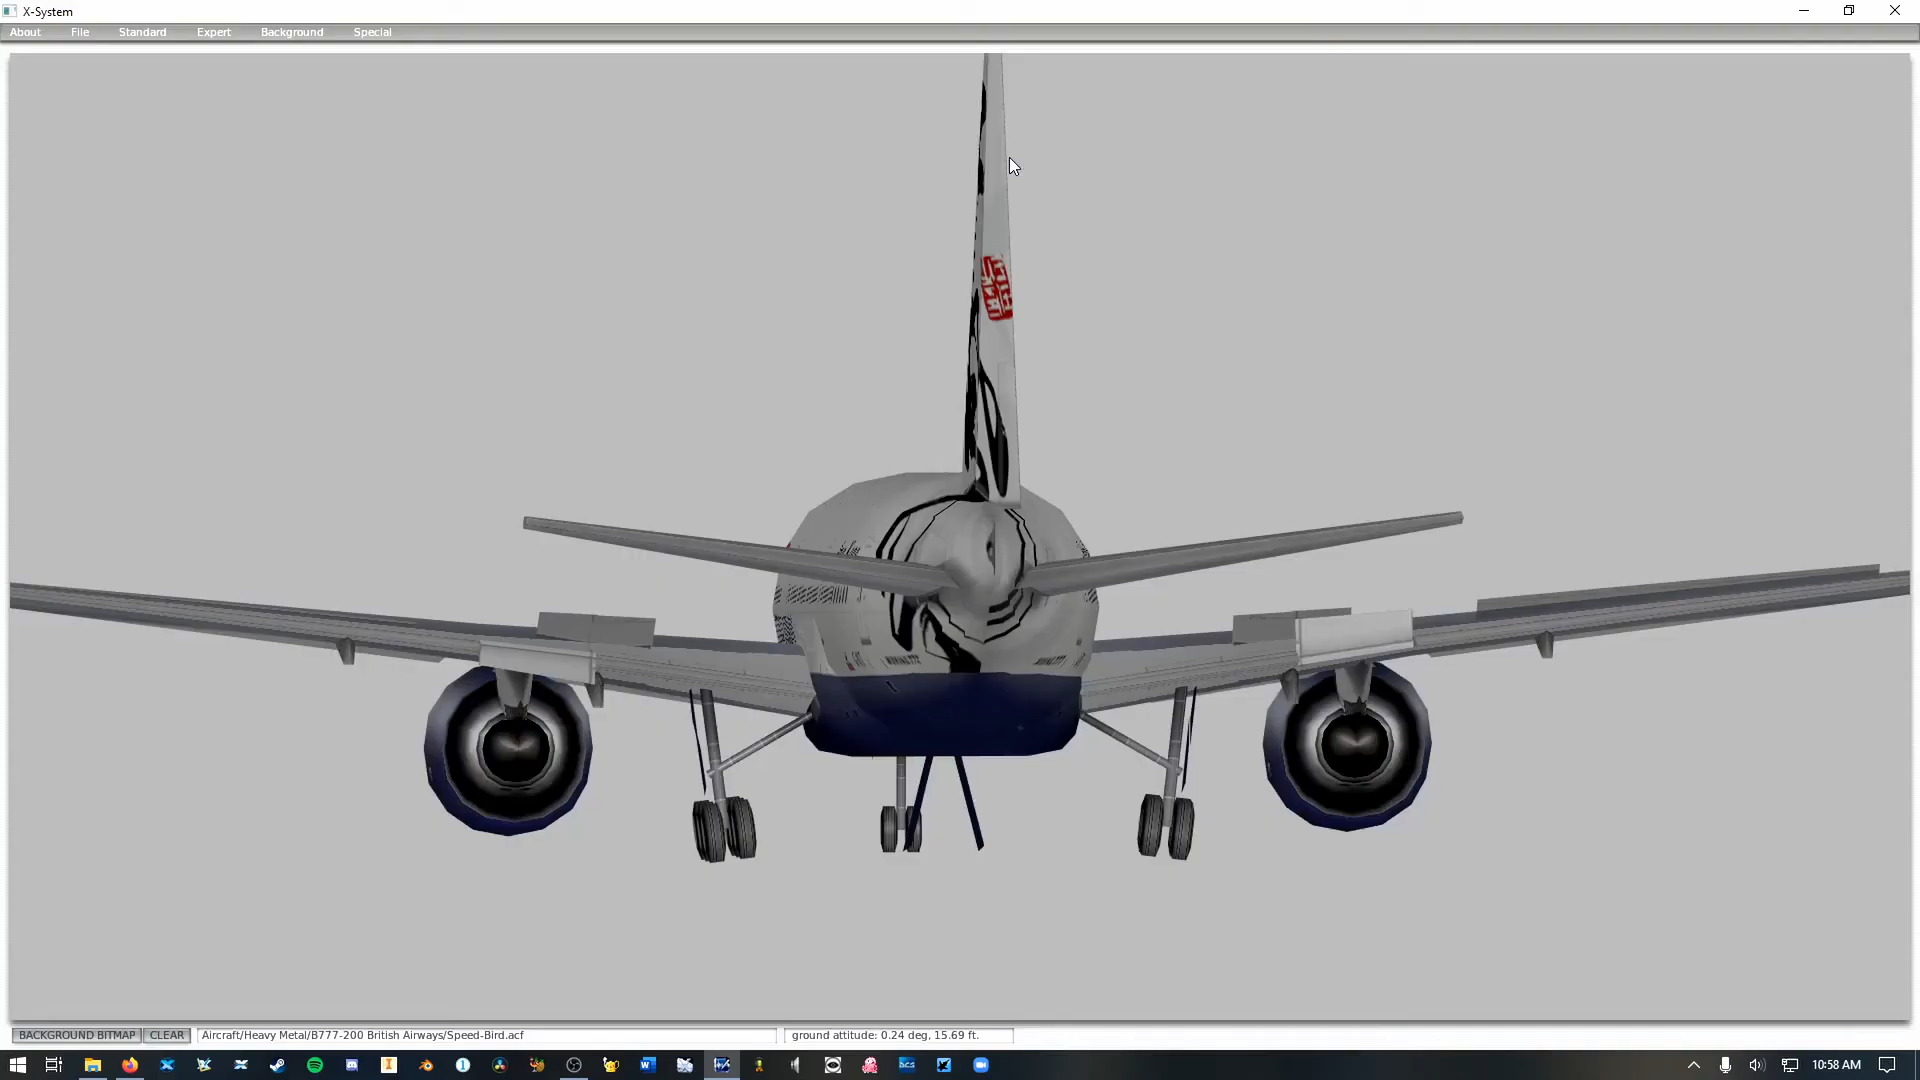 X-System
About File Standard Expert Background Special
BACKGROUND BITMAP CLEAR Aircraft/Heavy Metal/B777-200 British Airways/Speed-Bird.acf ground attitude: 0.24 deg, 15.69 ft.
10:58 AM